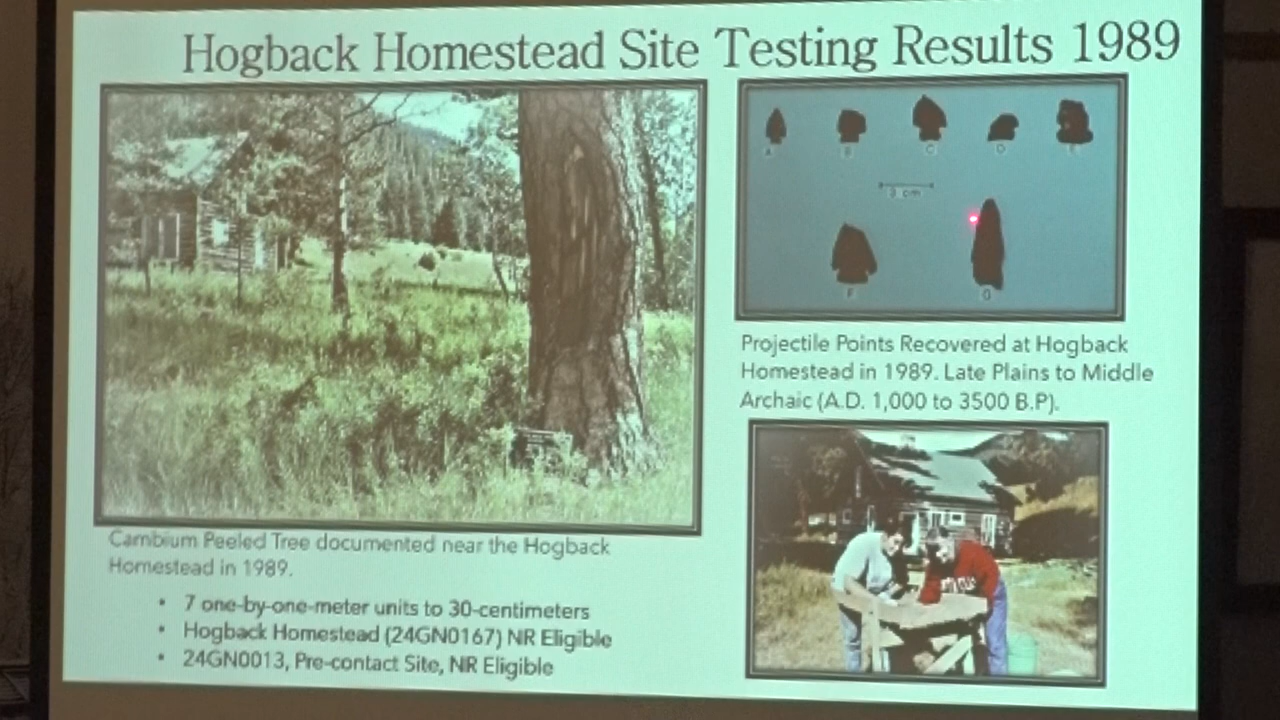 Hogback Homestead Site Testing Results 1989
A B C D E
3 cm
F G
Projectile Points Recovered at Hogback
Homestead in 1989. Late Plains to Middle
Archaic (A.D. 1,000 to 3500 B.P).
Cambium Peeled Tree documented near the Hogback
Homestead in 1989.
• 7 one-by-one-meter units to 30-centimeters
• Hogback Homestead (24GN0167) NR Eligible
• 24GN0013, Pre-contact Site, NR Eligible